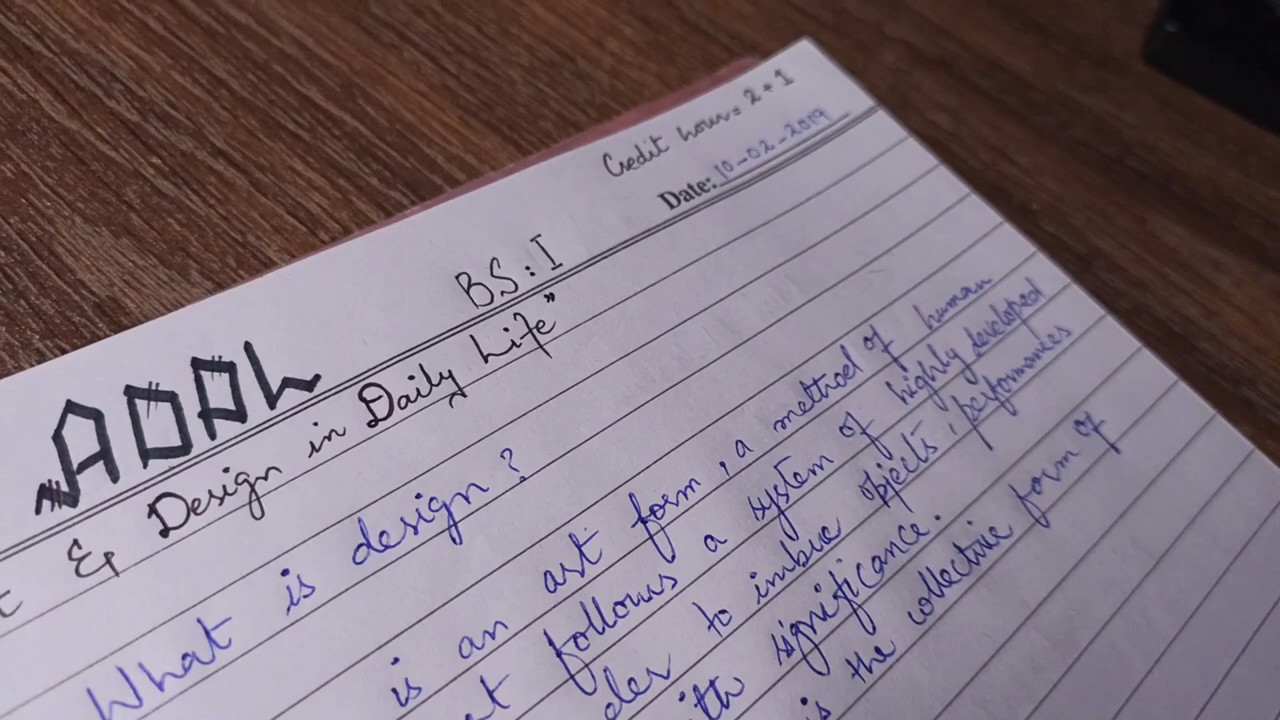 Credit hour= 2+1
Date: 10-02-2019
BS: I
ADDL
& Design in Daily Life"
What is design?
is an art form, a method of human
follows a system of highly developed
to imbue objects, performances
significance.
is the collective form of